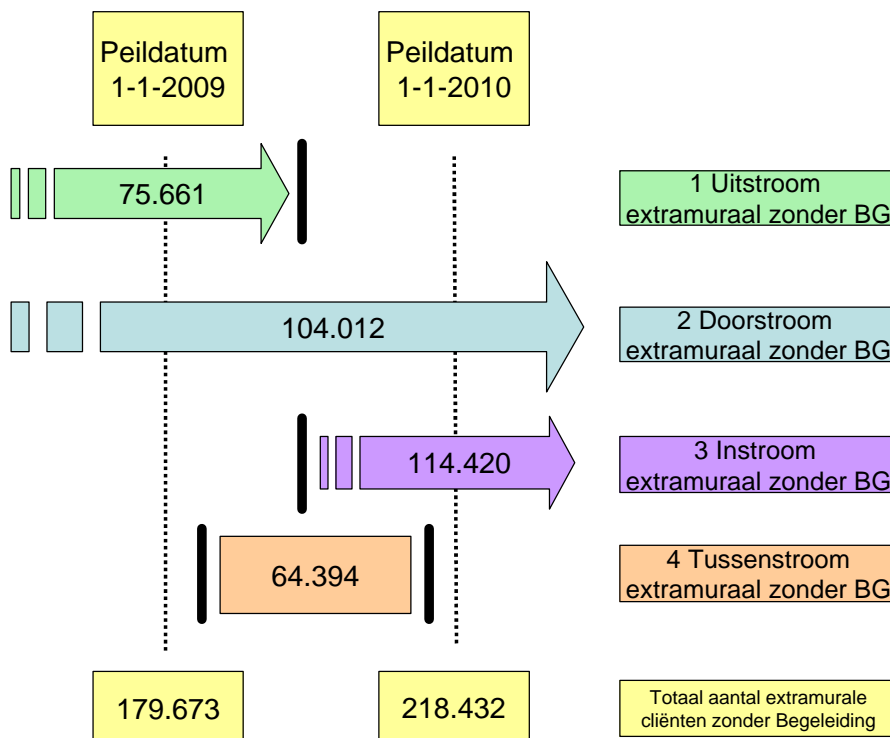 Peildatum
1-1-2009
Peildatum
1-1-2010
75.661
1 Uitstroom
extramuraal zonder BG
104.012
2 Doorstroom
extramuraal zonder BG
114.420
3 Instroom
extramuraal zonder BG
64.394
4 Tussenstroom
extramuraal zonder BG
179.673
218.432
Totaal aantal extramurale
cliënten zonder Begeleiding